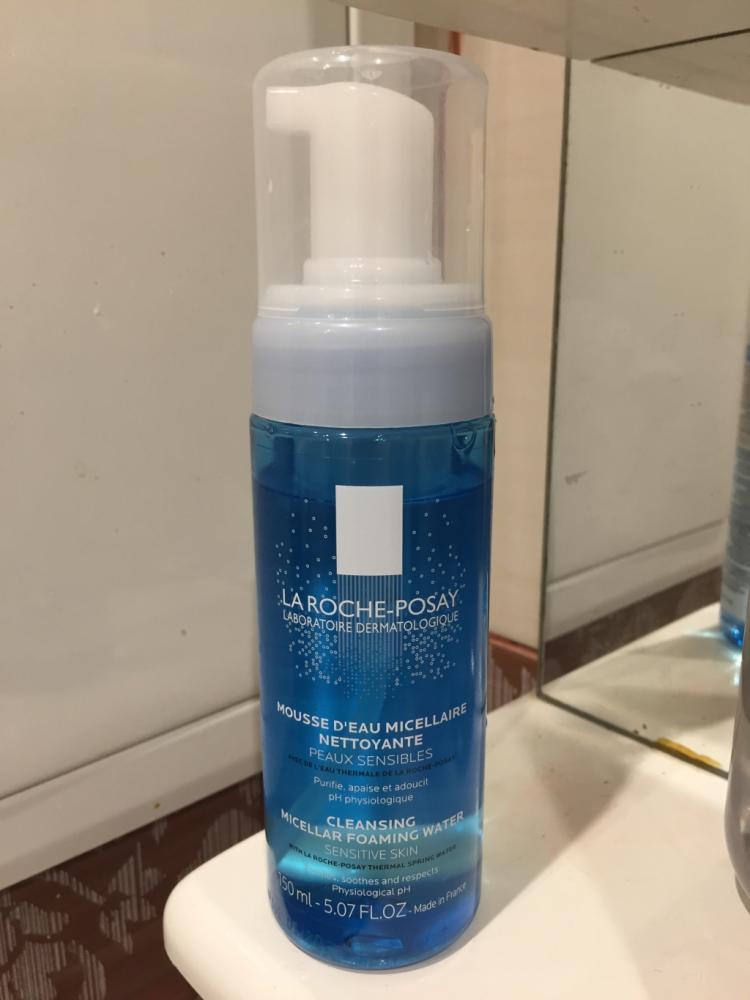 LA ROCHE-POSAY
LABORATOIRE DERMATOLOGIQUE
MOUSSE D'EAU MICELLAIRE
NETTOYANTE
PEAUX SENSIBLES
AVEC DE L'EAU THERMALE DE LA ROCHE-POSAY
Purifie, apaise et adoucit
pH physiologique
CLEANSING
MICELLAR FOAMING WATER
SENSITIVE SKIN
WITH LA ROCHE-POSAY THERMAL SPRING WATER
soothes and respects
Physiological pH
150 ml - 5.07 FL.OZ - Made in France